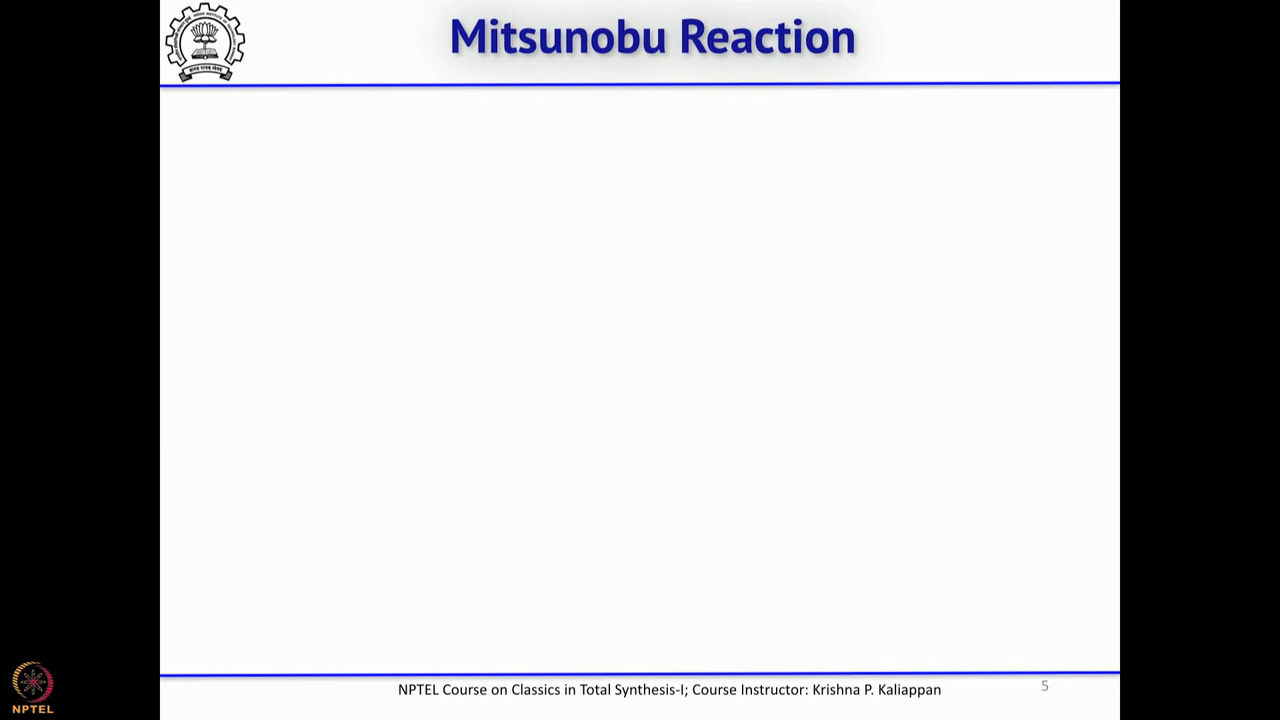 Mitsunobu Reaction
NPTEL Course on Classics in Total Synthesis-I; Course Instructor: Krishna P. Kaliappan
5
NPTEL